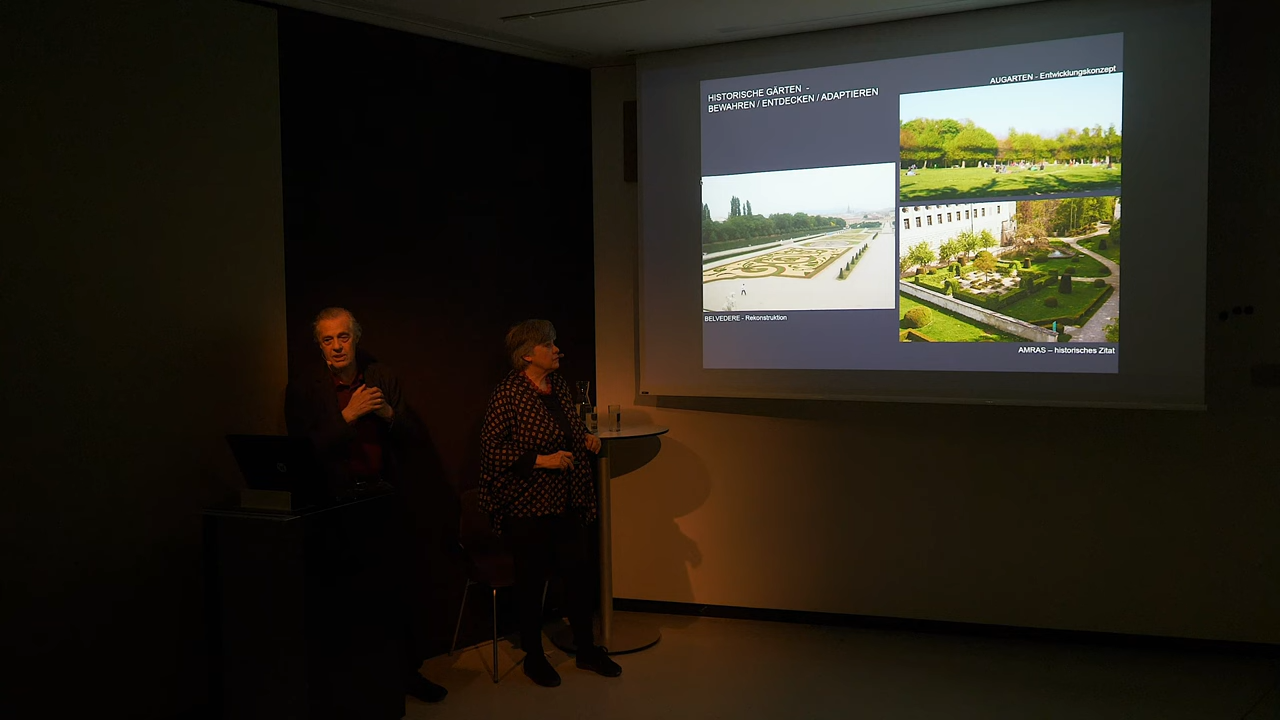 HISTORISCHE GÄRTEN -
BEWAHREN / ENTDECKEN / ADAPTIEREN
AUGARTEN - Entwicklungskonzept
BELVEDERE - Rekonstruktion
AMRAS – historisches Zitat